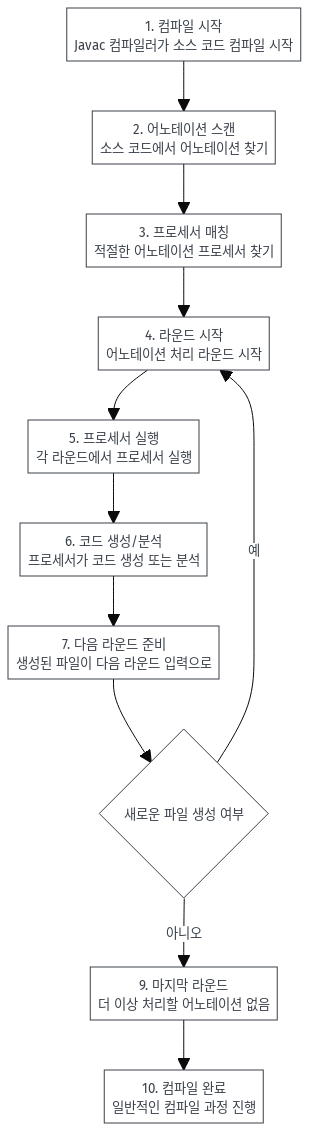 1. 컴파일 시작
Javac 컴파일러가 소스 코드 컴파일 시작
2. 어노테이션 스캔
소스 코드에서 어노테이션 찾기
3. 프로세서 매칭
적절한 어노테이션 프로세서 찾기
4. 라운드 시작
어노테이션 처리 라운드 시작
5. 프로세서 실행
각 라운드에서 프로세서 실행
6. 코드 생성/분석
프로세서가 코드 생성 또는 분석
7. 다음 라운드 준비
생성된 파일이 다음 라운드 입력으로
새로운 파일 생성 여부
예
아니오
9. 마지막 라운드
더 이상 처리할 어노테이션 없음
10. 컴파일 완료
일반적인 컴파일 과정 진행